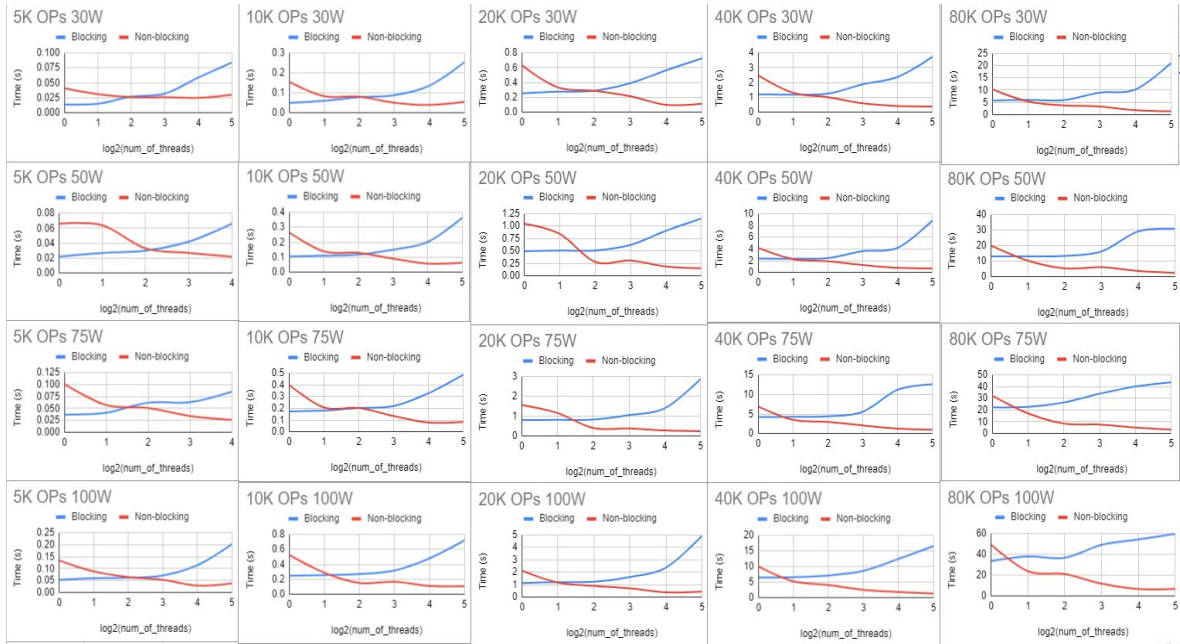 5K OPs 30W
Blocking Non-blocking
0.100
0.075
0.050
0.025
0.000
Time (s)
0 1 2 3 4 5
log2(num_of_threads)
10K OPs 30W
Blocking Non-blocking
0.3
0.2
0.1
0.0
Time (s)
0 1 2 3 4 5
log2(num_of_threads)
20K OPs 30W
Blocking Non-blocking
0.8
0.6
0.4
0.2
0.0
Time (s)
0 1 2 3 4 5
log2(num_of_threads)
40K OPs 30W
Blocking Non-blocking
4
3
2
1
0
Time (s)
0 1 2 3 4 5
log2(num_of_threads)
80K OPs 30W
Blocking Non-blocking
25
20
15
10
5
0
Time (s)
0 1 2 3 4 5
log2(num_of_threads)
5K OPs 50W
Blocking Non-blocking
0.08
0.06
0.04
0.02
0.00
Time (s)
0 1 2 3 4
log2(num_of_threads)
10K OPs 50W
Blocking Non-blocking
0.4
0.3
0.2
0.1
0.0
Time (s)
0 1 2 3 4 5
log2(num_of_threads)
20K OPs 50W
Blocking Non-blocking
1.25
1.00
0.75
0.50
0.25
0.00
Time (s)
0 1 2 3 4 5
log2(num_of_threads)
40K OPs 50W
Blocking Non-blocking
10
8
6
4
2
0
Time (s)
0 1 2 3 4 5
log2(num_of_threads)
80K OPs 50W
Blocking Non-blocking
40
30
20
10
0
Time (s)
0 1 2 3 4 5
log2(num_of_threads)
5K OPs 75W
Blocking Non-blocking
0.125
0.100
0.075
0.050
0.025
0.000
Time (s)
0 1 2 3 4
log2(num_of_threads)
10K OPs 75W
Blocking Non-blocking
0.5
0.4
0.3
0.2
0.1
0.0
Time (s)
0 1 2 3 4 5
log2(num_of_threads)
20K OPs 75W
Blocking Non-blocking
3
2
1
0
Time (s)
0 1 2 3 4 5
log2(num_of_threads)
40K OPs 75W
Blocking Non-blocking
15
10
5
0
Time (s)
0 1 2 3 4 5
log2(num_of_threads)
80K OPs 75W
Blocking Non-blocking
50
40
30
20
10
0
Time (s)
0 1 2 3 4 5
log2(num_of_threads)
5K OPs 100W
Blocking Non-blocking
0.25
0.20
0.15
0.10
0.05
0.00
Time (s)
0 1 2 3 4 5
log2(num_of_threads)
10K OPs 100W
Blocking Non-blocking
0.8
0.6
0.4
0.2
0.0
Time (s)
0 1 2 3 4 5
log2(num_of_threads)
20K OPs 100W
Blocking Non-blocking
5
4
3
2
1
0
Time (s)
0 1 2 3 4 5
log2(num_of_threads)
40K OPs 100W
Blocking Non-blocking
20
15
10
5
0
Time (s)
0 1 2 3 4 5
log2(num_of_threads)
80K OPs 100W
Blocking Non-blocking
60
40
20
0
Time (s)
0 1 2 3 4 5
log2(num_of_threads)